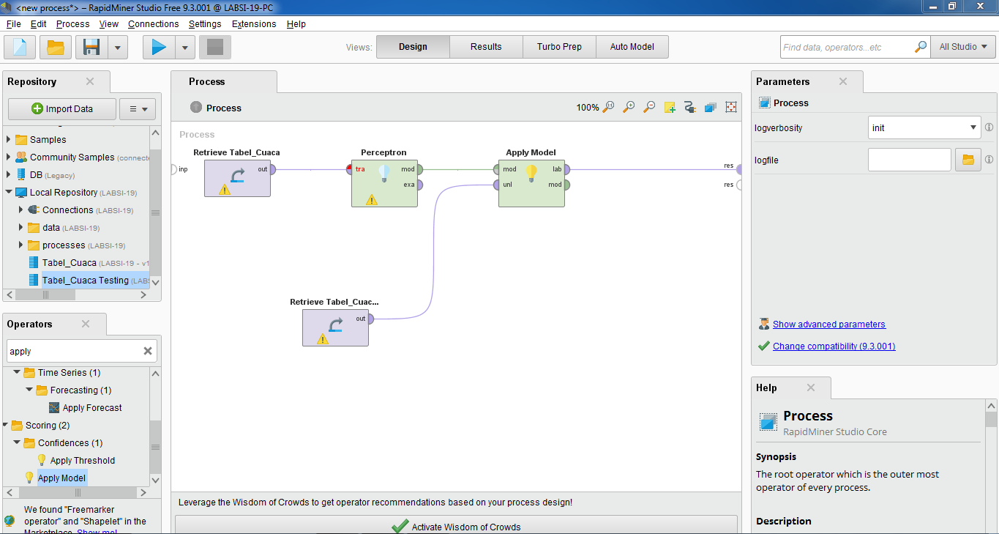 <new process*> – RapidMiner Studio Free 9.3.001 @ LABSI-19-PC
File Edit Process View Connections Settings Extensions Help
Views: Design Results Turbo Prep Auto Model
Find data, operators...etc All Studio
Repository
Import Data
Samples
Community Samples (connecte
DB (Legacy)
Local Repository (LABSI-19)
Connections (LABSI-19)
data (LABSI-19)
processes (LABSI-19)
Tabel_Cuaca (LABSI-19 - v1
Tabel_Cuaca Testing (LABS
Operators
apply
Time Series (1)
Forecasting (1)
Apply Forecast
Scoring (2)
Confidences (1)
Apply Threshold
Apply Model
We found "Freemarker
operator" and "Shapelet" in the
Marketplace. Show me!
Process
Process
100%
Process
inp
Retrieve Tabel_Cuaca
out
Perceptron
tra mod
exa
Apply Model
mod lab
unl mod
res
res
Retrieve Tabel_Cuac...
out
Leverage the Wisdom of Crowds to get operator recommendations based on your process design!
Activate Wisdom of Crowds
Parameters
Process
logverbosity init
logfile
Show advanced parameters
Change compatibility (9.3.001)
Help
Process
RapidMiner Studio Core
Synopsis
The root operator which is the outer most
operator of every process.
Description